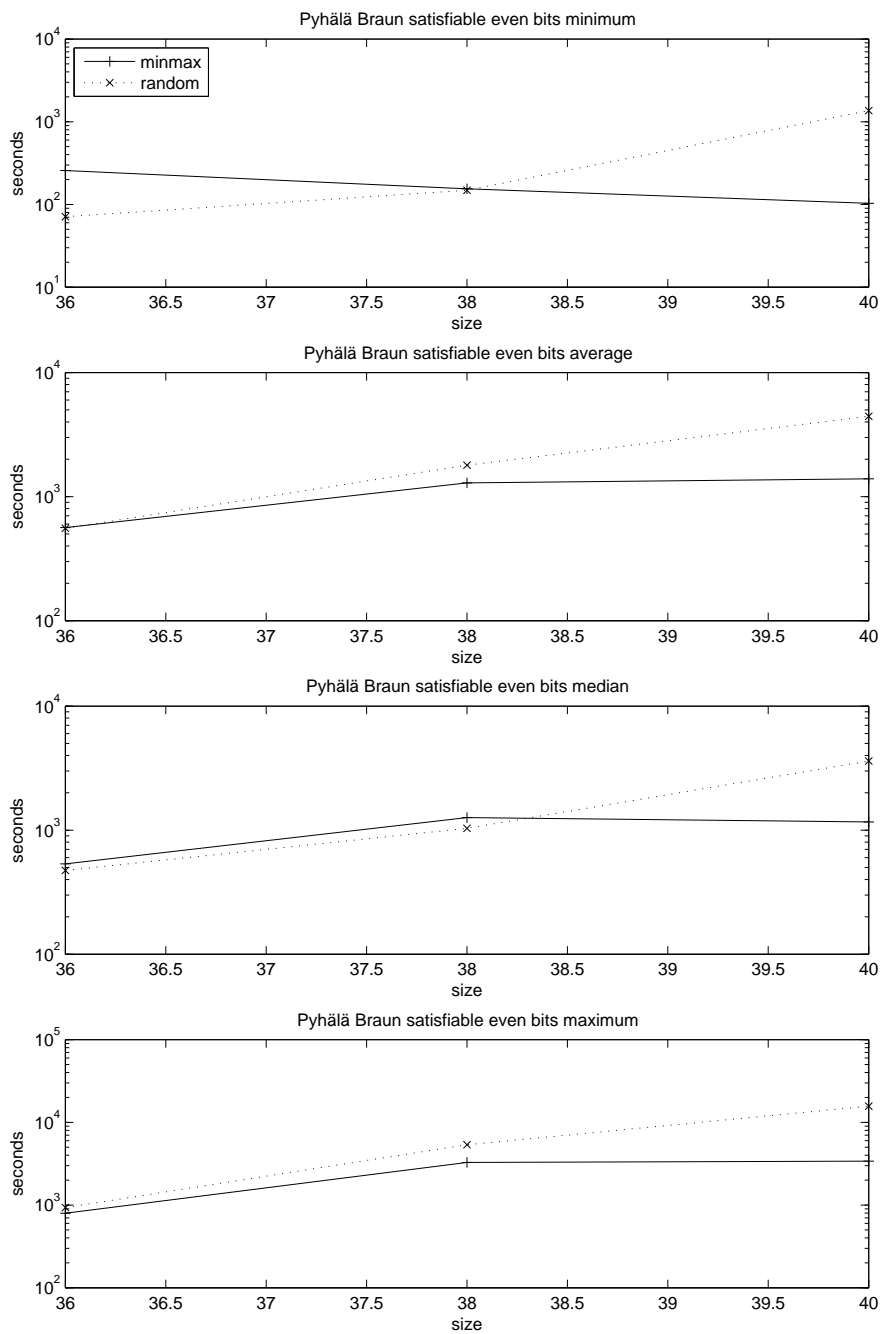 Pyhälä Braun satisfiable even bits minimum
10^4
10^3
10^2
10^1
seconds
minmax
random
36 36.5 37 37.5 38 38.5 39 39.5 40
size
Pyhälä Braun satisfiable even bits average
10^4
10^3
10^2
seconds
36 36.5 37 37.5 38 38.5 39 39.5 40
size
Pyhälä Braun satisfiable even bits median
10^4
10^3
10^2
seconds
36 36.5 37 37.5 38 38.5 39 39.5 40
size
Pyhälä Braun satisfiable even bits maximum
10^5
10^4
10^3
10^2
seconds
36 36.5 37 37.5 38 38.5 39 39.5 40
size